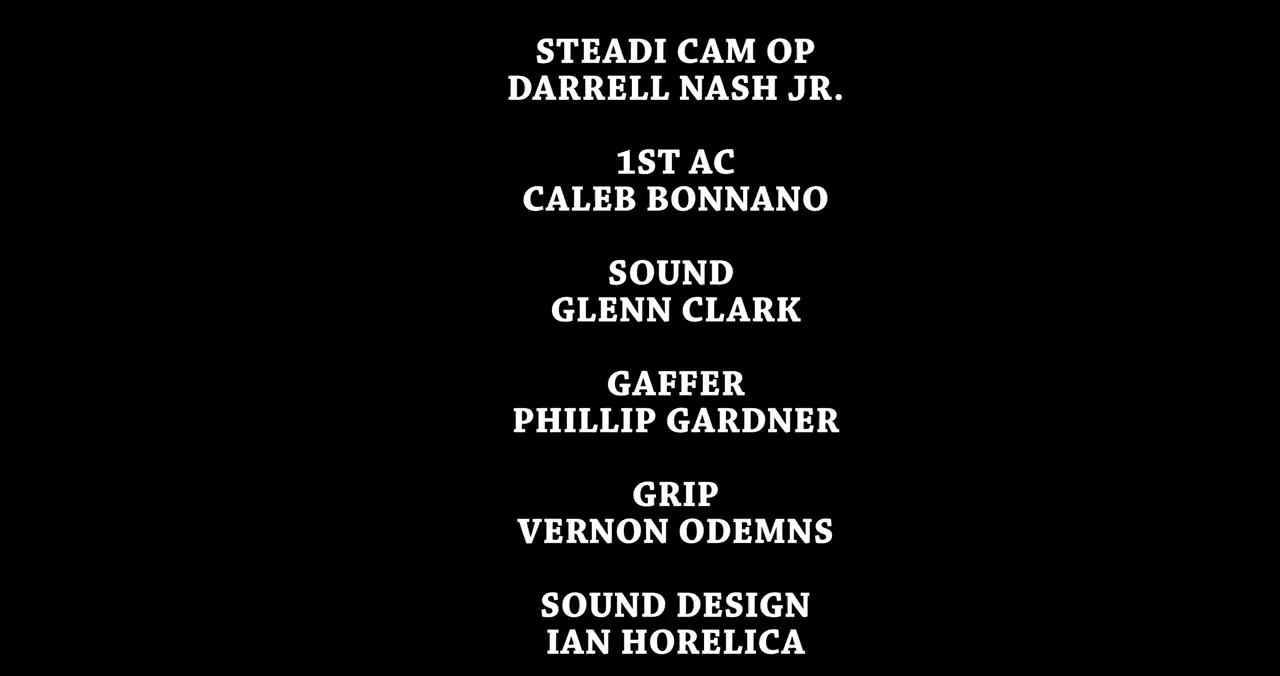 STEADI CAM OP
DARRELL NASH JR.
1ST AC
CALEB BONNANO
SOUND
GLENN CLARK
GAFFER
PHILLIP GARDNER
GRIP
VERNON ODEMNS
SOUND DESIGN
IAN HORELICA